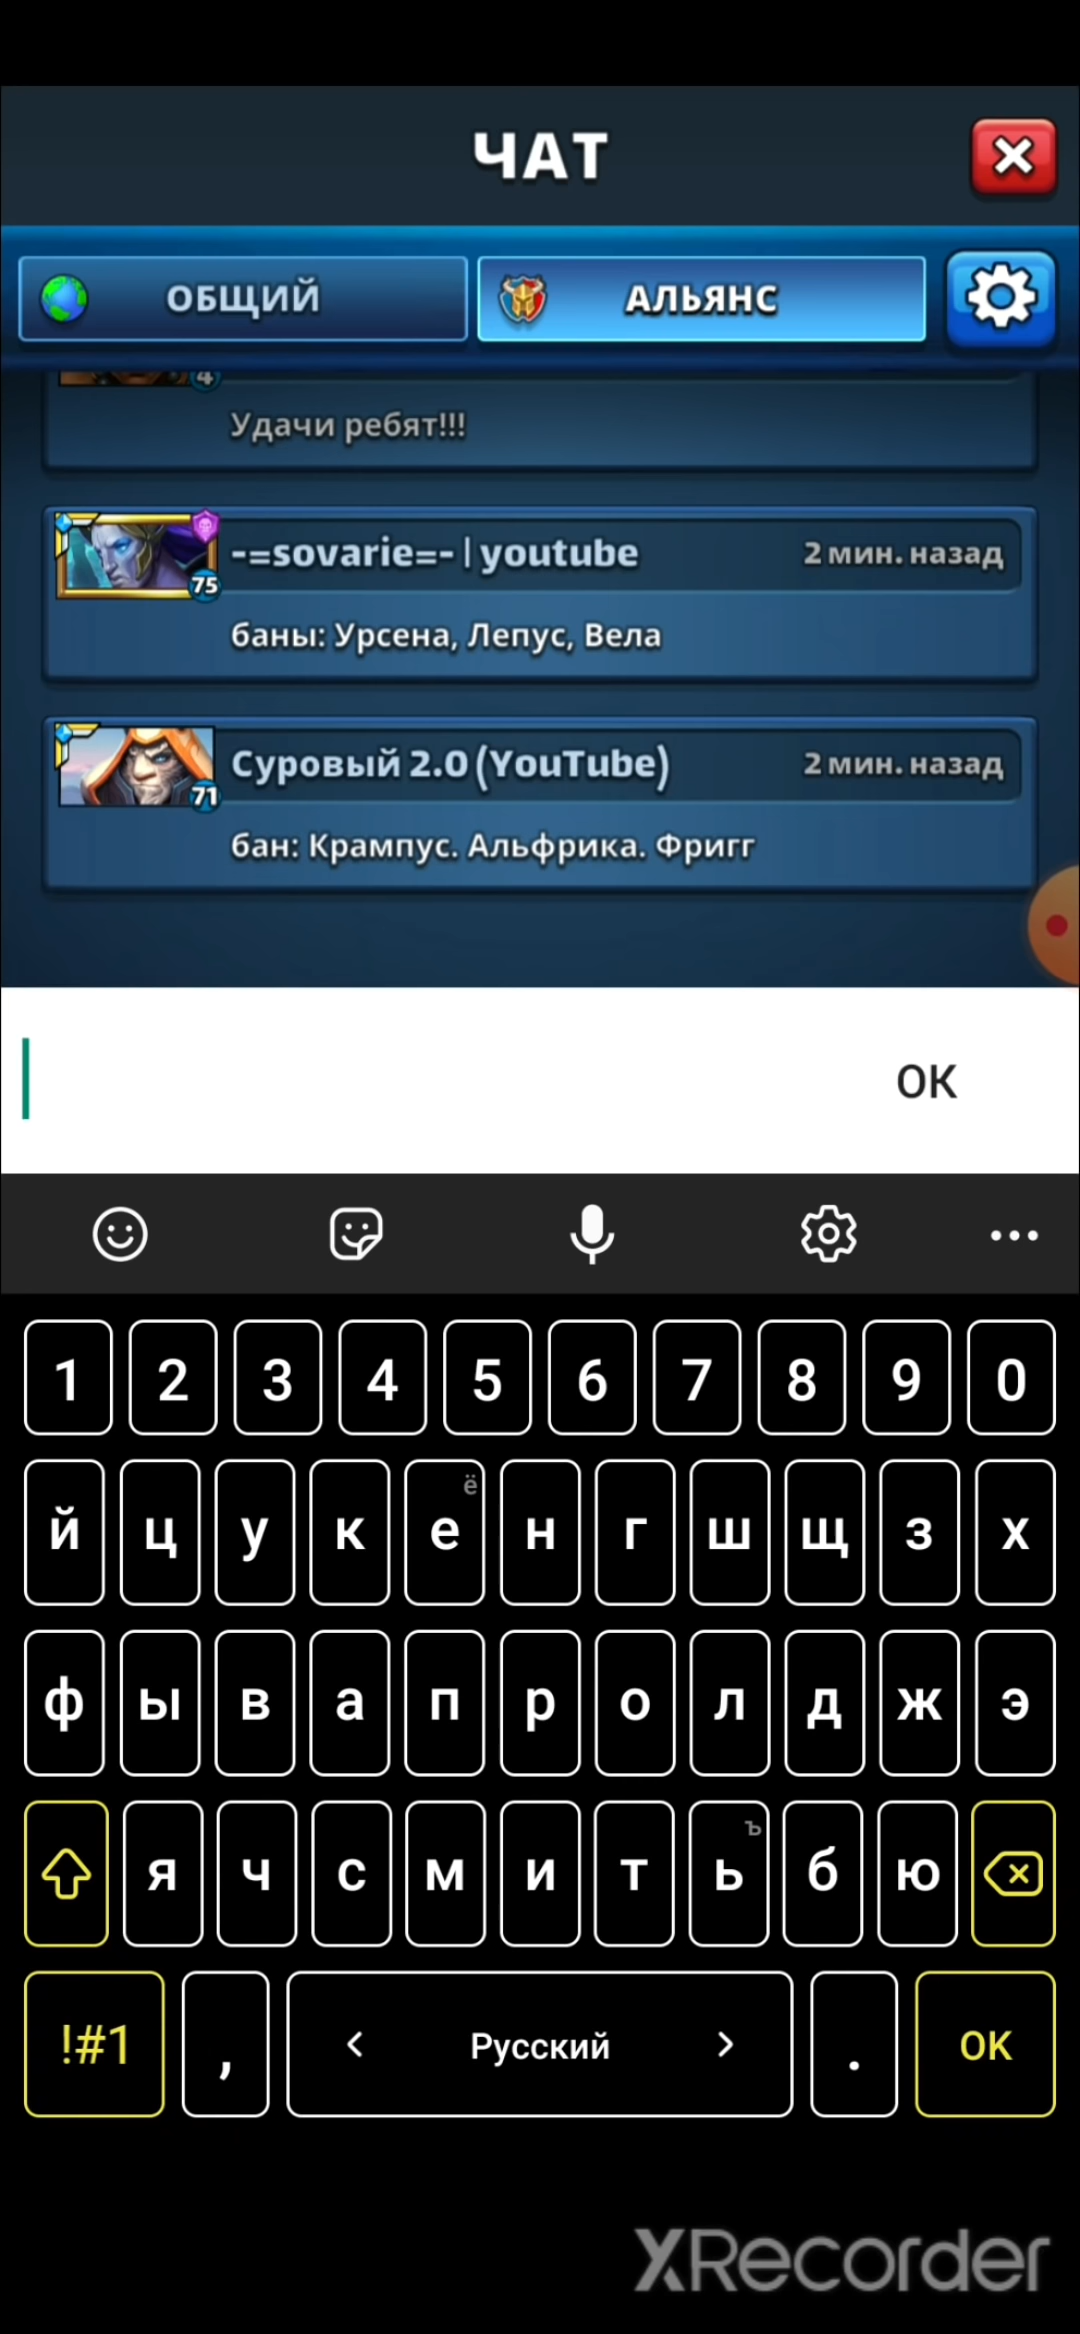 ЧАТ
ОБЩИЙ
АЛЬЯНС
4
Удачи ребят!!!
-=sovarie=- | youtube
2 мин. назад
75
баны: Урсена, Лепус, Вела
Суровый 2.0 (YouTube)
2 мин. назад
71
бан: Крампус. Альфрика. Фригг
OK
1 2 3 4 5 6 7 8 9 0
й ц у к е ё н г ш щ з х
ф ы в а п р о л д ж э
я ч с м и т ь ъ б ю
!#1 , < Русский > . OK
XRecorder